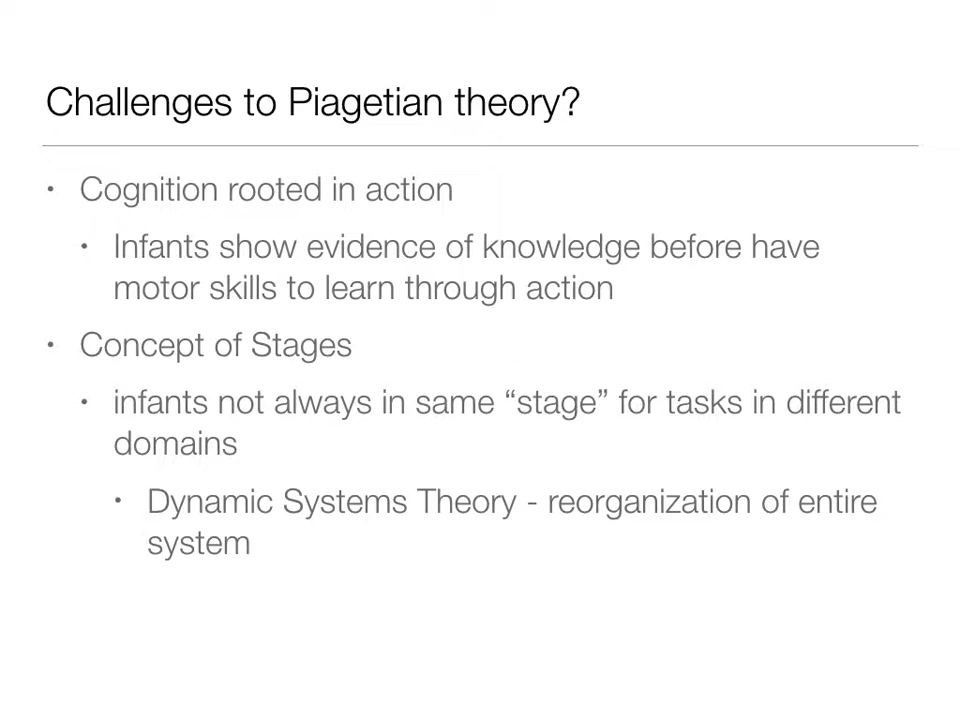 Challenges to Piagetian theory?
• Cognition rooted in action
• Infants show evidence of knowledge before have
motor skills to learn through action
• Concept of Stages
• infants not always in same “stage” for tasks in different
domains
• Dynamic Systems Theory - reorganization of entire
system